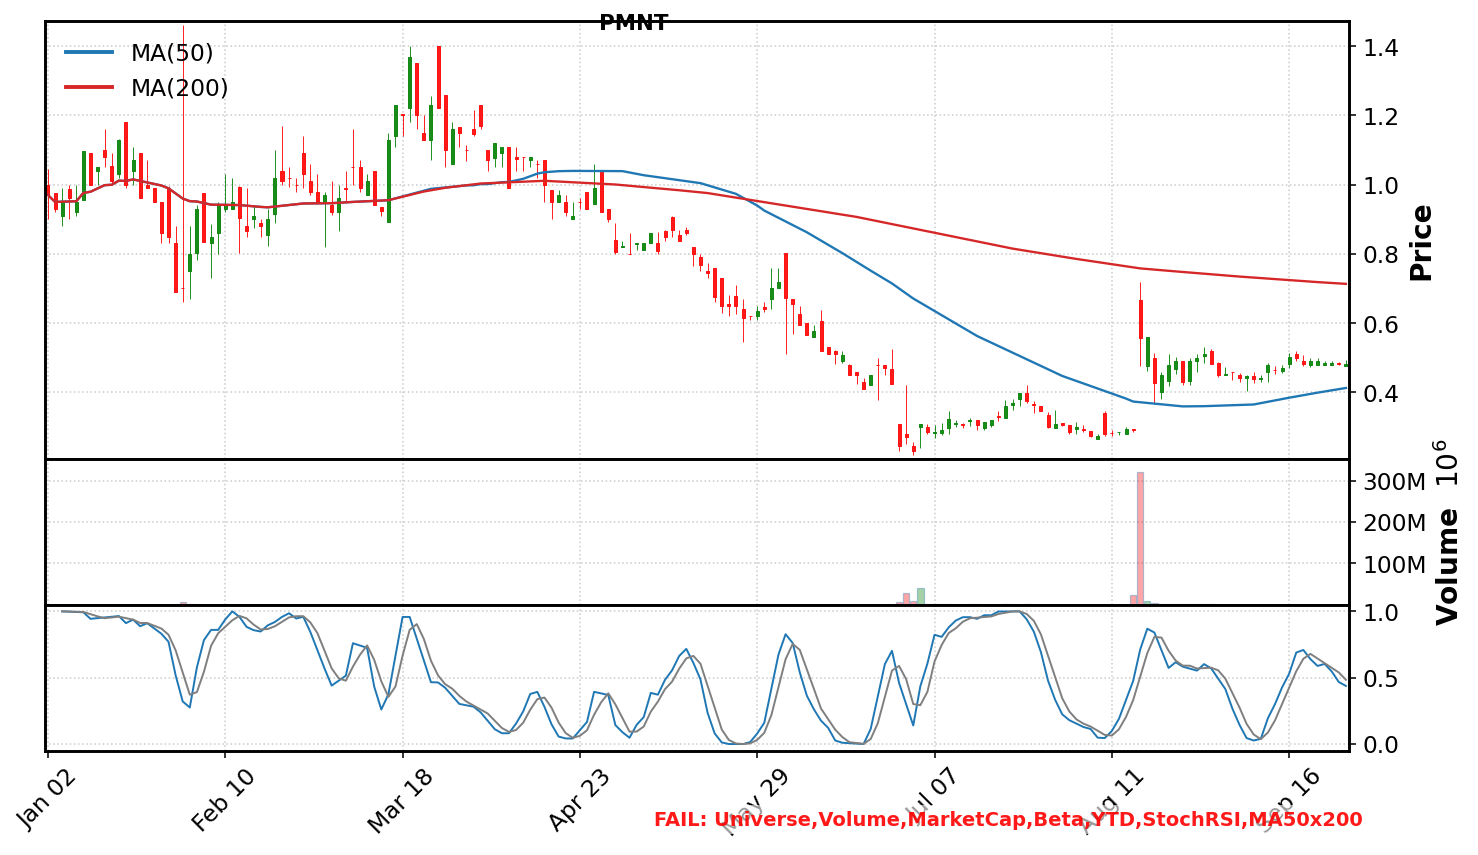 PMNT
MA(50)
MA(200)
1.4
1.2
1.0
0.8
0.6
0.4
Price
300M
200M
100M
Volume 10^6
1.0
0.5
0.0
Jan 02
Feb 10
Mar 18
Apr 23
May 29
Jul 07
Aug 11
Sep 16
FAIL: Universe,Volume,MarketCap,Beta,YTD,StochRSI,MA50x200